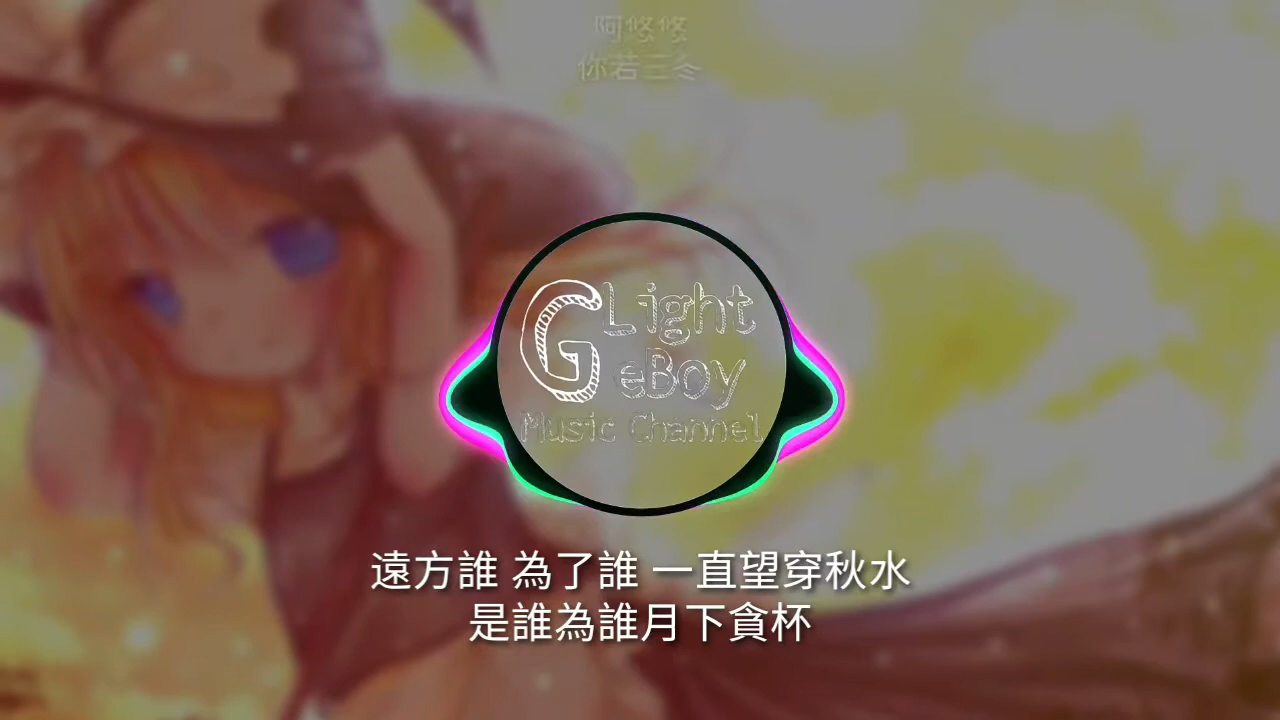 阿悠悠
你若三冬
Light
G eBoy
Music Channel
遠方誰 為了誰 一直望穿秋水
是誰為誰月下貪杯